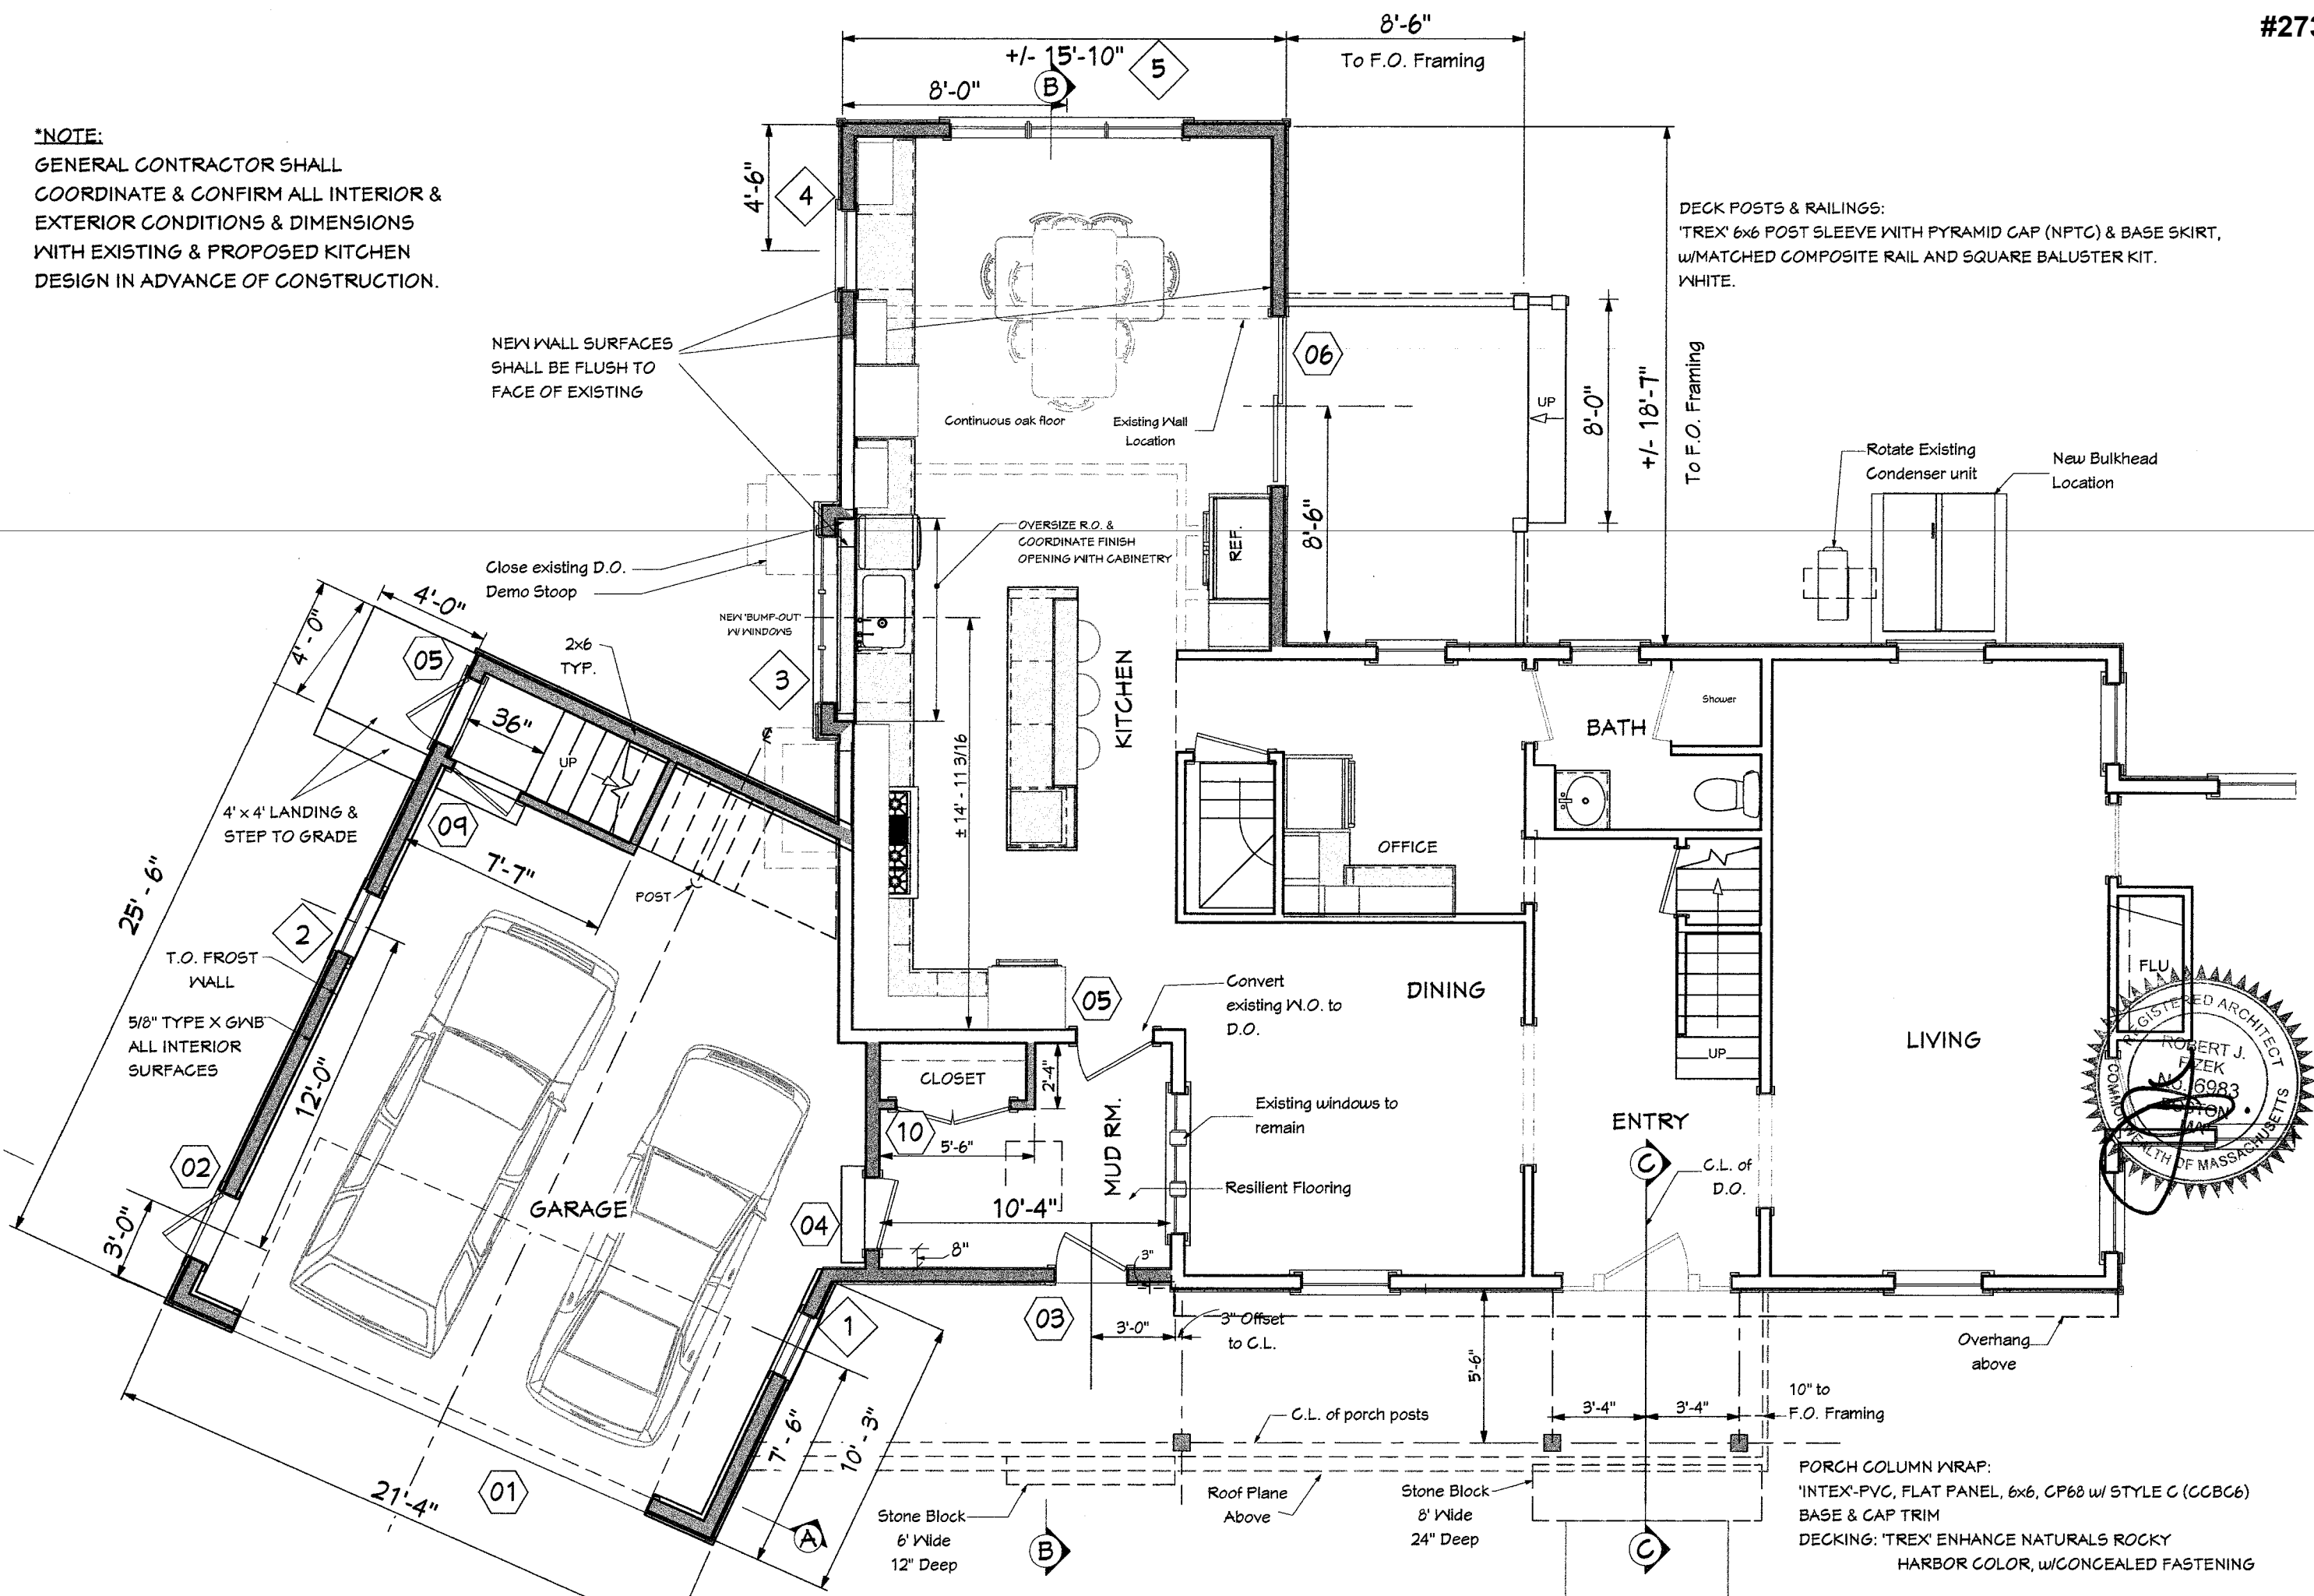 #273
8'-6"
+/- 15'-10"
5
To F.O. Framing
8'-0"
B
*NOTE:
GENERAL CONTRACTOR SHALL
COORDINATE & CONFIRM ALL INTERIOR &
EXTERIOR CONDITIONS & DIMENSIONS
WITH EXISTING & PROPOSED KITCHEN
DESIGN IN ADVANCE OF CONSTRUCTION.
4'-6"
4
DECK POSTS & RAILINGS:
'TREX' 6x6 POST SLEEVE WITH PYRAMID CAP (NPTC) & BASE SKIRT,
w/MATCHED COMPOSITE RAIL AND SQUARE BALUSTER KIT.
WHITE.
NEW WALL SURFACES
SHALL BE FLUSH TO
FACE OF EXISTING
06
UP
8'-0"
+/- 18'-7"
To F.O. Framing
Continuous oak floor
Existing Wall
Location
Rotate Existing
Condenser unit
New Bulkhead
Location
OVERSIZE R.O. &
COORDINATE FINISH
OPENING WITH CABINETRY
REF.
8'-6"
Close existing D.O.
Demo Stoop
NEW 'BUMP-OUT'
W/ WINDOWS
4'-0"
4'-0"
05
2x6
TYP.
3
KITCHEN
36"
UP
BATH
Shower
4' x 4' LANDING &
STEP TO GRADE
09
7'-7"
± 14' - 11 3/16
OFFICE
POST
25' - 6"
2
T.O. FROST
WALL
5/8" TYPE X GWB
ALL INTERIOR
SURFACES
12'-0"
05
Convert
existing W.O. to
D.O.
DINING
FLU
LIVING
UP
REGISTERED ARCHITECT
ROBERT J.
FIZEK
No. 6983
BOSTON
MA
COMMONWEALTH OF MASSACHUSETTS
CLOSET
2'-4"
10
5'-6"
MUD RM.
Existing windows to
remain
ENTRY
C
C.L. of
D.O.
02
GARAGE
04
10'-4"
Resilient Flooring
3'-0"
8"
3"
1
03
3'-0"
3" Offset
to C.L.
5'-6"
Overhang
above
3'-4"
3'-4"
10" to
F.O. Framing
C.L. of porch posts
7' - 6"
10' - 3"
01
21'-4"
A
Stone Block
6' Wide
12" Deep
B
Roof Plane
Above
Stone Block
8' Wide
24" Deep
C
PORCH COLUMN WRAP:
'INTEX'-PVC, FLAT PANEL, 6x6, CP68 w/ STYLE C (CCBC6)
BASE & CAP TRIM
DECKING: 'TREX' ENHANCE NATURALS ROCKY
HARBOR COLOR, w/CONCEALED FASTENING